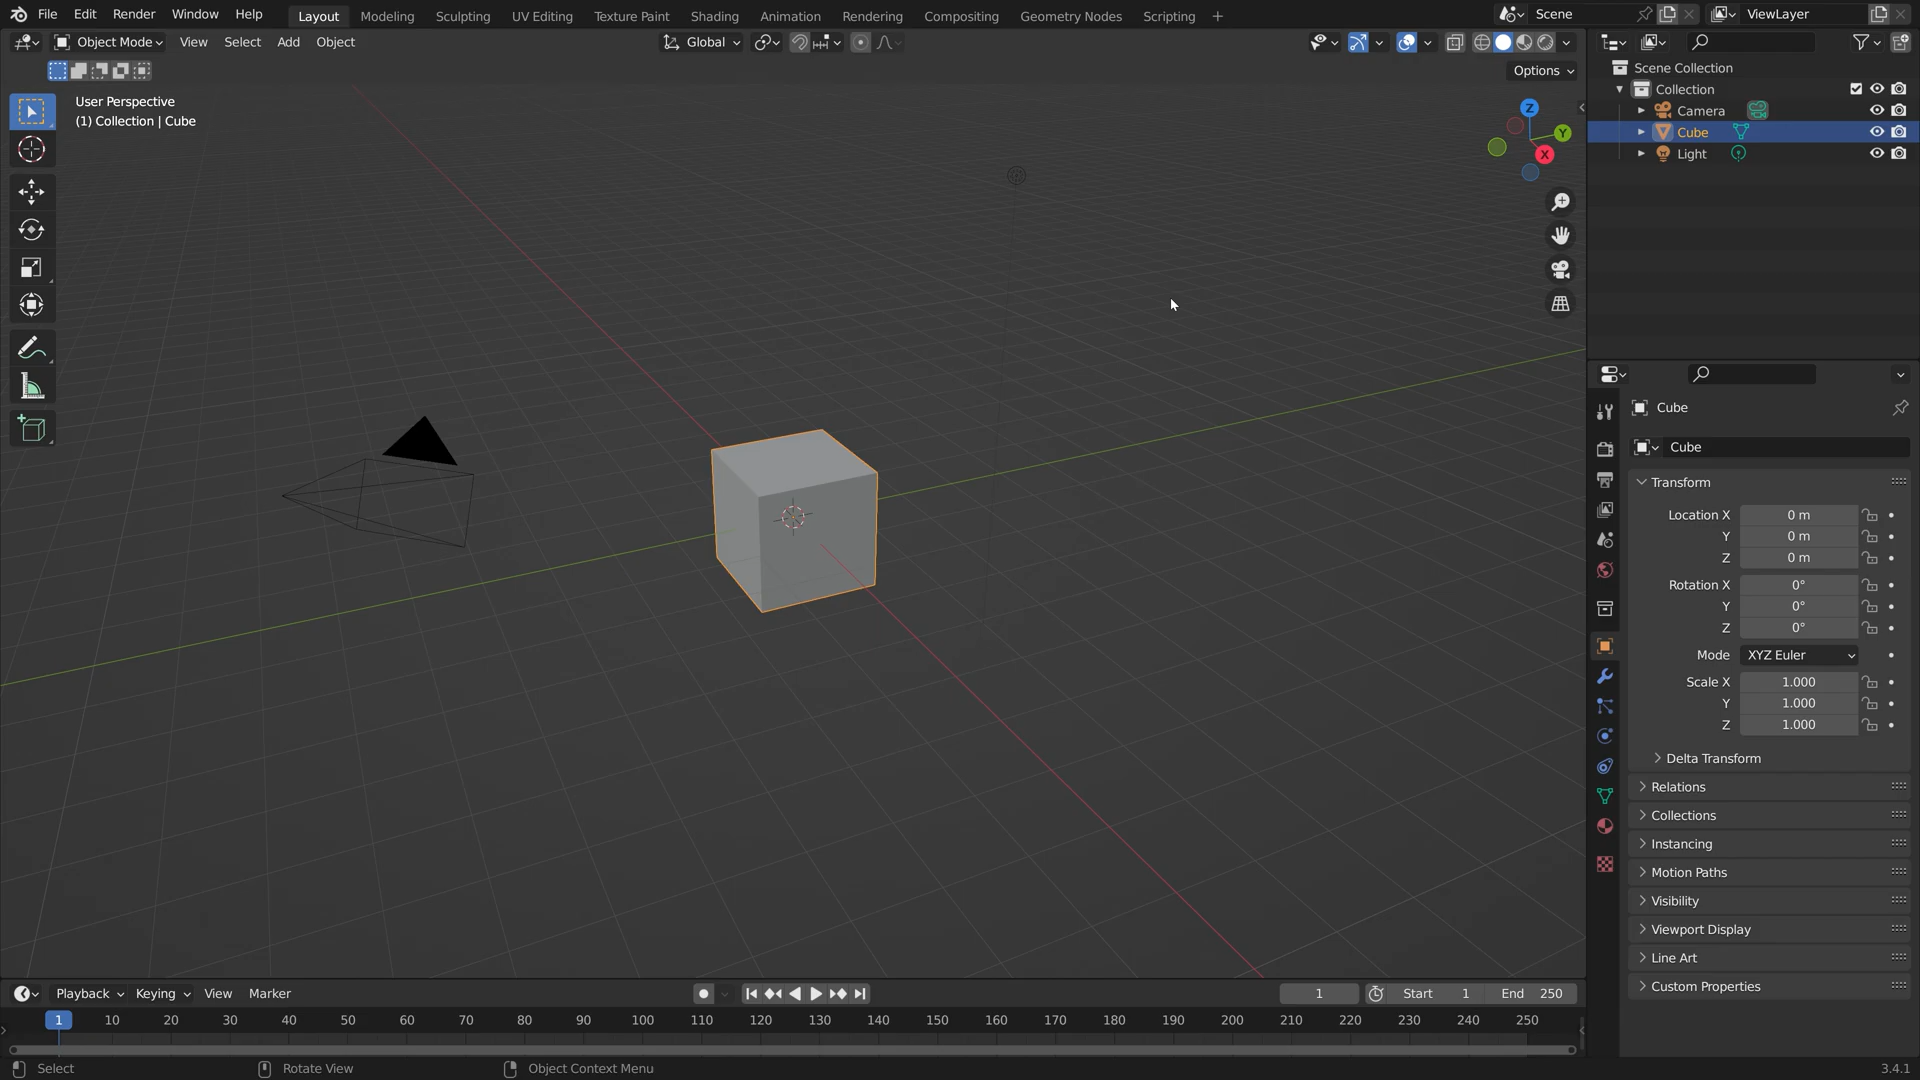 File Edit Render Window Help Layout Modeling Sculpting UV Editing Texture Paint Shading Animation Rendering Compositing Geometry Nodes Scripting + Scene ViewLayer
Object Mode View Select Add Object Global
Options
User Perspective
(1) Collection | Cube
Z
Y
X
Scene Collection
Collection
Camera
Cube
Light
Cube
Cube
Transform
Location X 0 m
Y 0 m
Z 0 m
Rotation X 0°
Y 0°
Z 0°
Mode XYZ Euler
Scale X 1.000
Y 1.000
Z 1.000
Delta Transform
Relations
Collections
Instancing
Motion Paths
Visibility
Viewport Display
Line Art
Custom Properties
Playback Keying View Marker 1 Start 1 End 250
1 10 20 30 40 50 60 70 80 90 100 110 120 130 140 150 160 170 180 190 200 210 220 230 240 250
Select Rotate View Object Context Menu 3.4.1